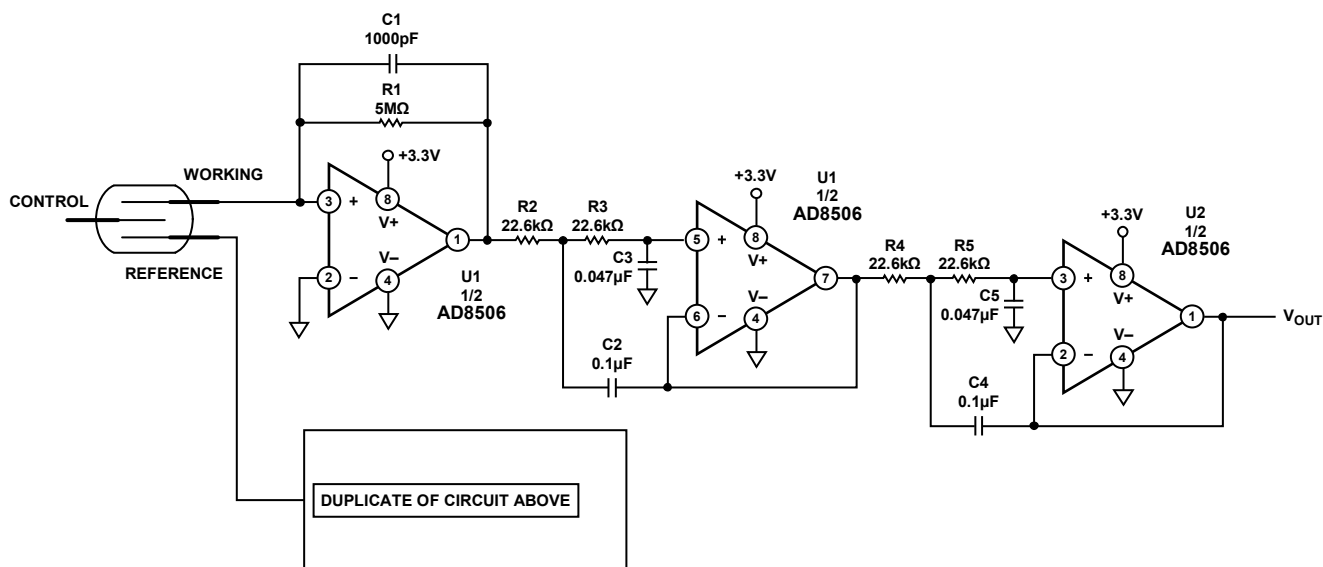 C1
1000pF
R1
5MΩ
+3.3V
WORKING
CONTROL
REFERENCE
3
+
8
V+
1
2
−
V−
4
U1
1/2
AD8506
R2
22.6kΩ
R3
22.6kΩ
C3
0.047µF
C2
0.1µF
+3.3V
U1
1/2
AD8506
5
+
8
V+
7
6
−
V−
4
R4
22.6kΩ
R5
22.6kΩ
C5
0.047µF
C4
0.1µF
+3.3V
U2
1/2
AD8506
3
+
8
V+
1
2
−
V−
4
VOUT
DUPLICATE OF CIRCUIT ABOVE